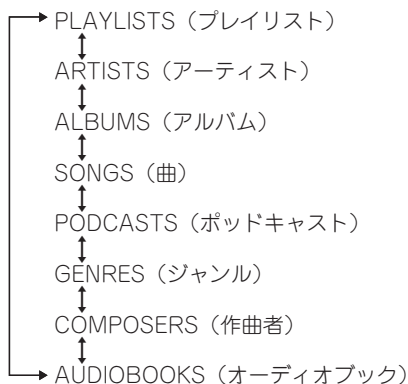 PLAYLISTS（プレイリスト）
ARTISTS（アーティスト）
ALBUMS（アルバム）
SONGS（曲）
PODCASTS（ポッドキャスト）
GENRES（ジャンル）
COMPOSERS（作曲者）
AUDIOBOOKS（オーディオブック）